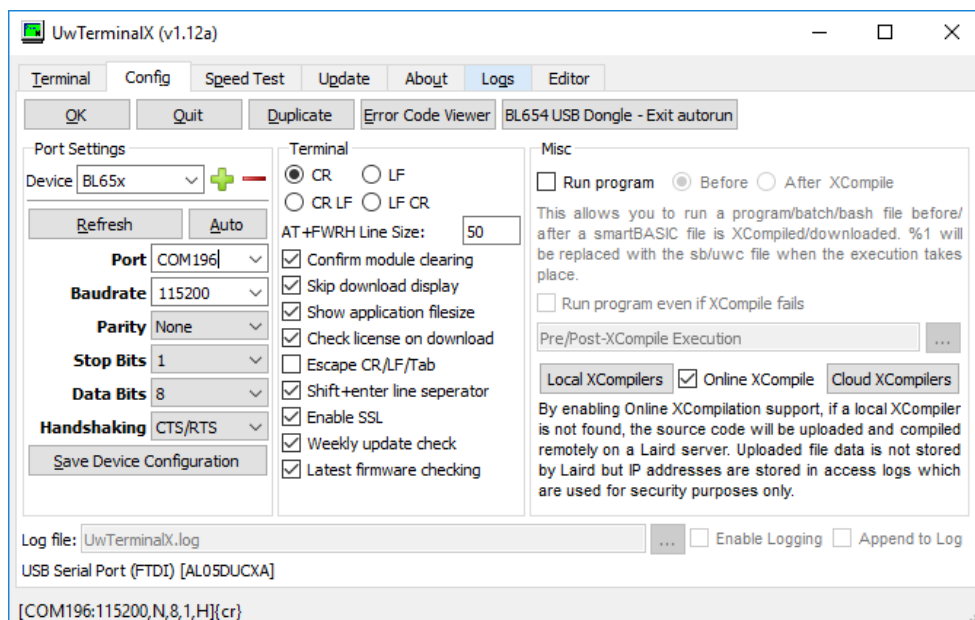 UwTerminalX (v1.12a)
Terminal Config Speed Test Update About Logs Editor
OK Quit Duplicate Error Code Viewer BL654 USB Dongle - Exit autorun
Port Settings
Device BL65x
Refresh Auto
Port COM196
Baudrate 115200
Parity None
Stop Bits 1
Data Bits 8
Handshaking CTS/RTS
Save Device Configuration
Terminal
CR LF
CR LF LF CR
AT+FWRH Line Size: 50
Confirm module clearing
Skip download display
Show application filesize
Check license on download
Escape CR/LF/Tab
Shift+enter line seperator
Enable SSL
Weekly update check
Latest firmware checking
Misc
Run program Before After XCompile
This allows you to run a program/batch/bash file before/
after a smartBASIC file is XCompiled/downloaded. %1 will
be replaced with the sb/uwc file when the execution takes
place.
Run program even if XCompile fails
Pre/Post-XCompile Execution ...
Local XCompilers Online XCompile Cloud XCompilers
By enabling Online XCompilation support, if a local XCompiler
is not found, the source code will be uploaded and compiled
remotely on a Laird server. Uploaded file data is not stored
by Laird but IP addresses are stored in access logs which
are used for security purposes only.
Log file: UwTerminalX.log ... Enable Logging Append to Log
USB Serial Port (FTDI) [AL05DUCXA]
[COM196:115200,N,8,1,H]{cr}